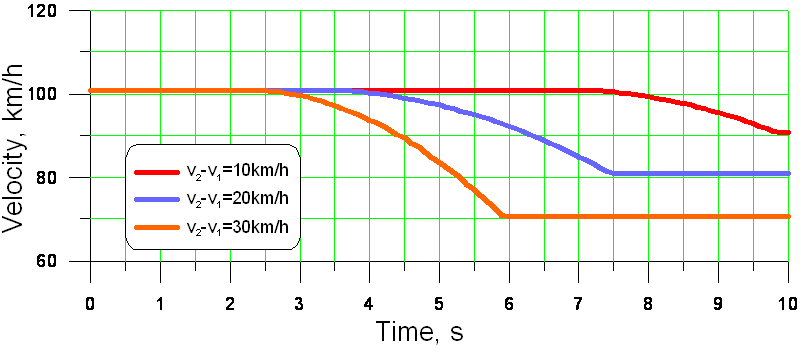 120
100
80
60
Velocity, km/h
v₂-v₁=10km/h
v₂-v₁=20km/h
v₂-v₁=30km/h
0 1 2 3 4 5 6 7 8 9 10
Time, s